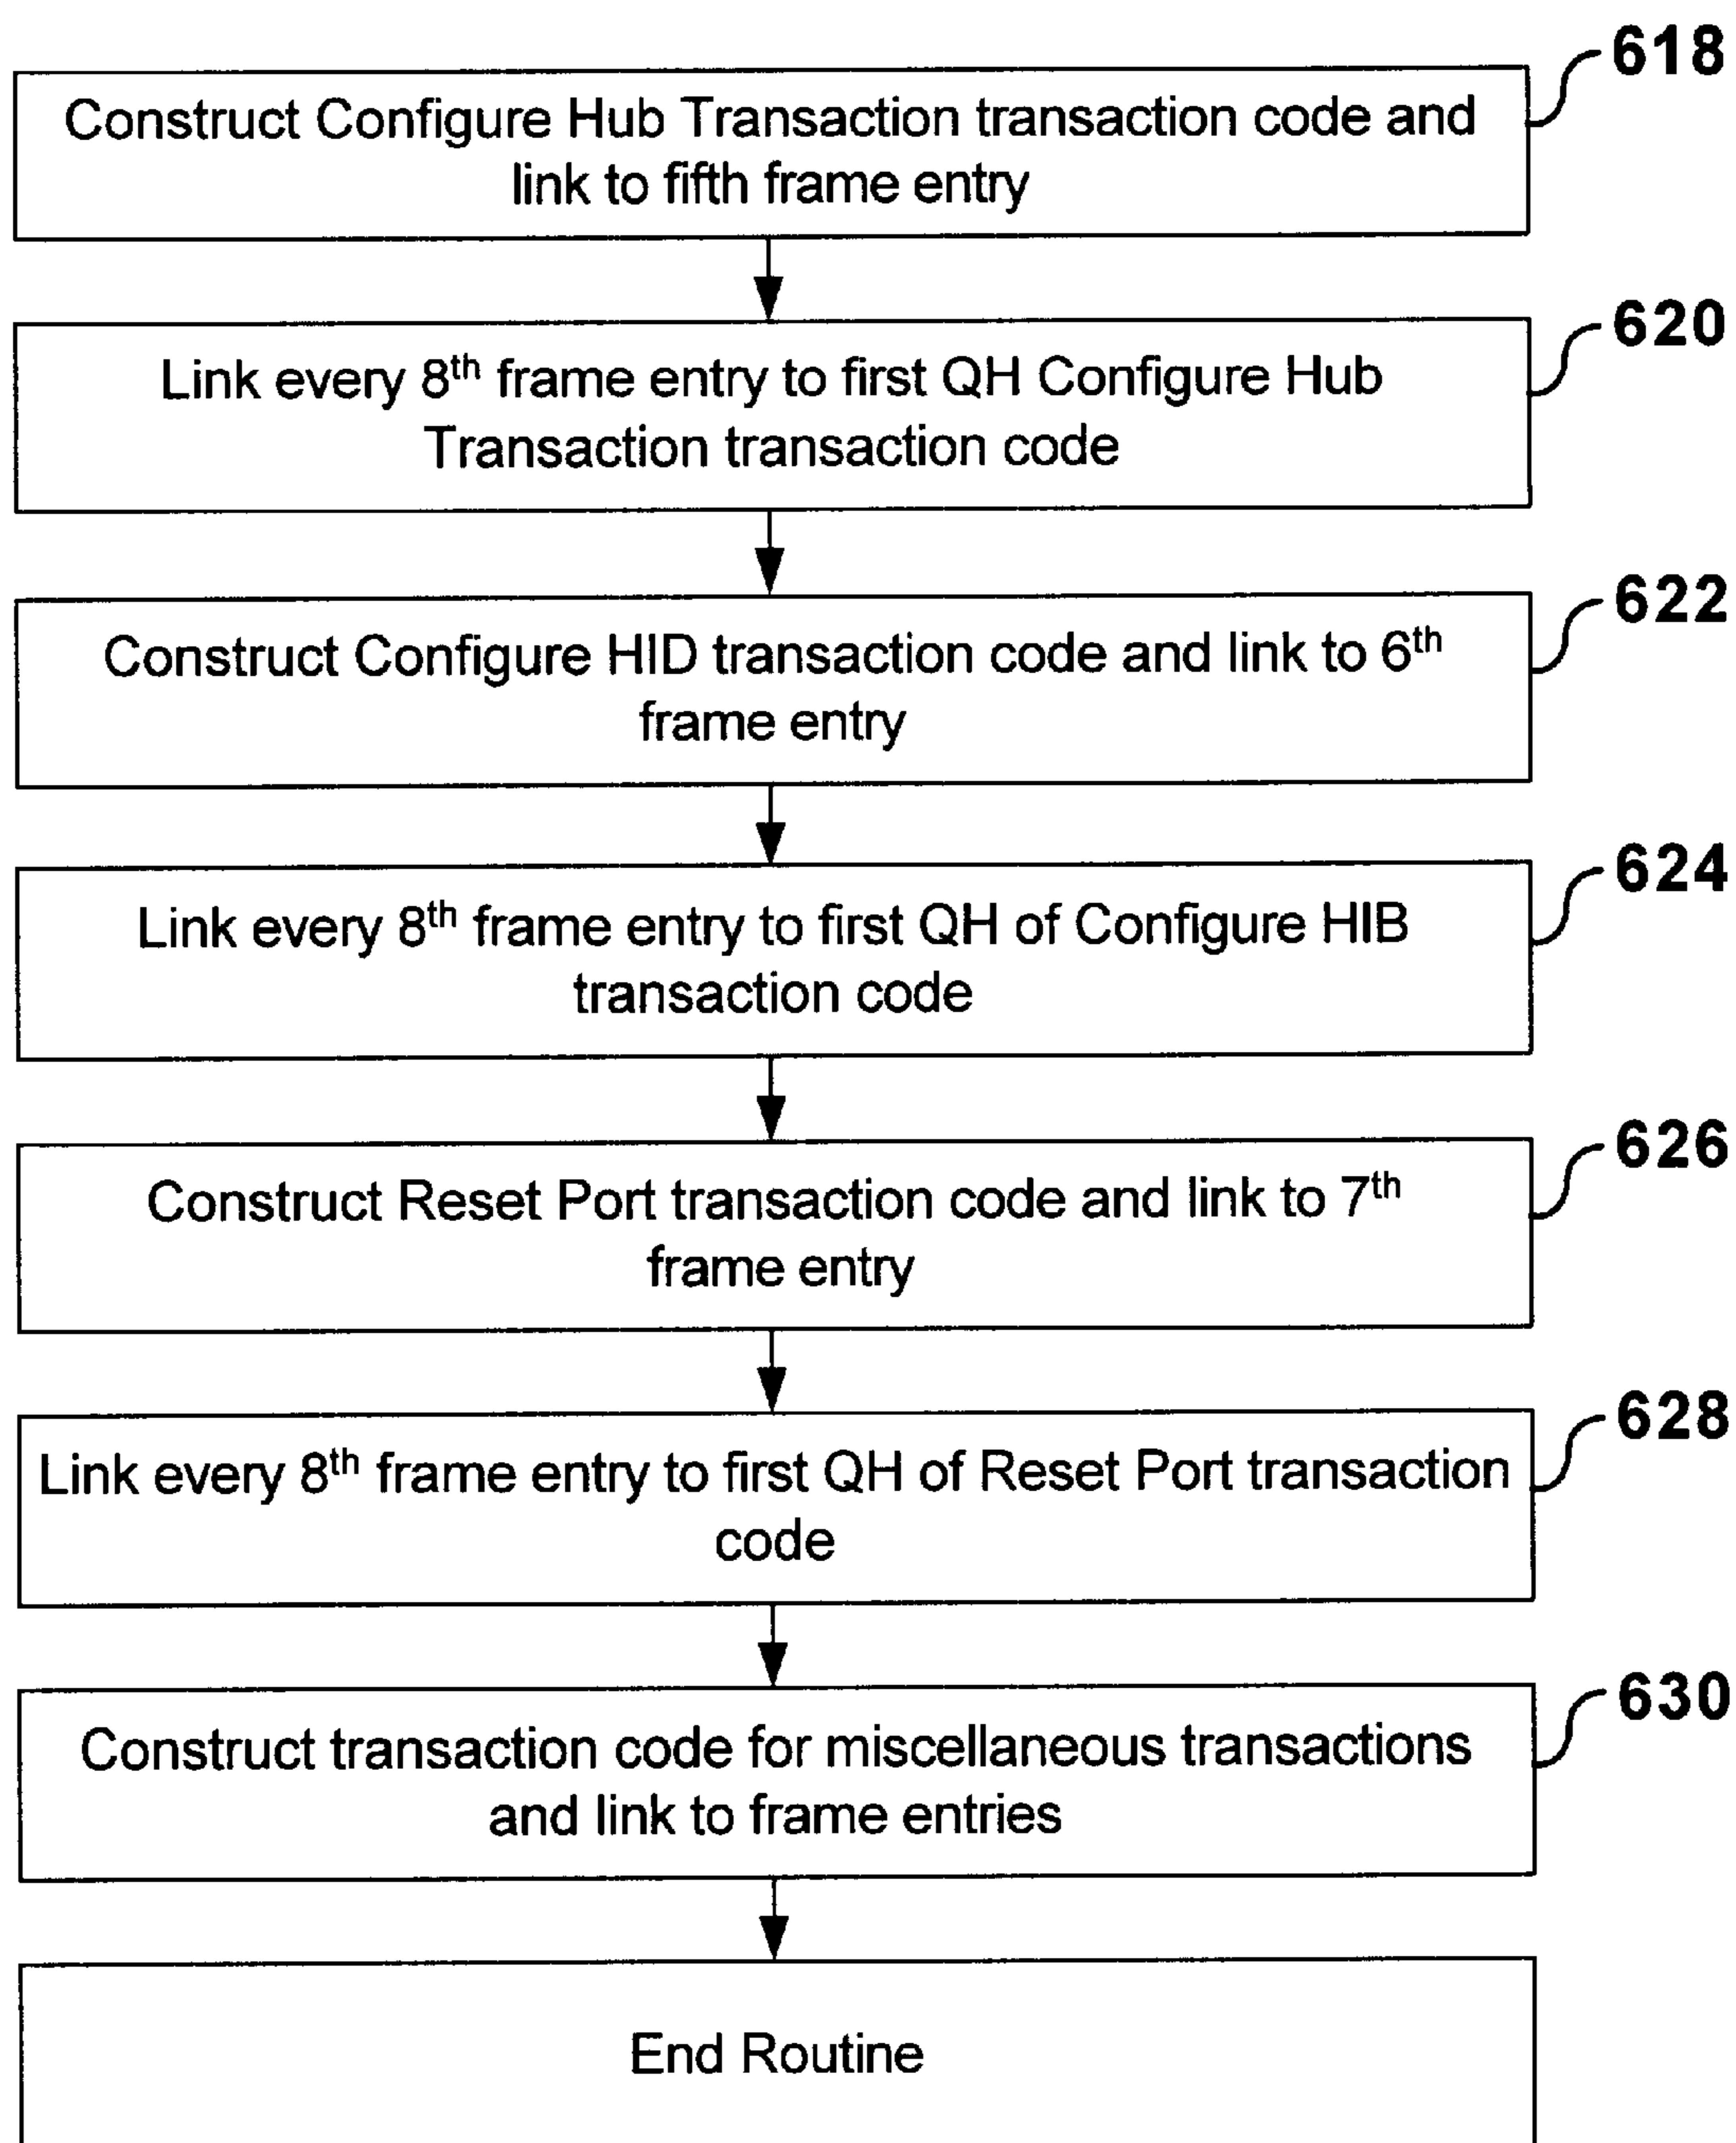 618
Construct Configure Hub Transaction transaction code and
link to fifth frame entry
620
Link every 8th frame entry to first QH Configure Hub
Transaction transaction code
622
Construct Configure HID transaction code and link to 6th
frame entry
624
Link every 8th frame entry to first QH of Configure HIB
transaction code
626
Construct Reset Port transaction code and link to 7th
frame entry
628
Link every 8th frame entry to first QH of Reset Port transaction
code
630
Construct transaction code for miscellaneous transactions
and link to frame entries
End Routine